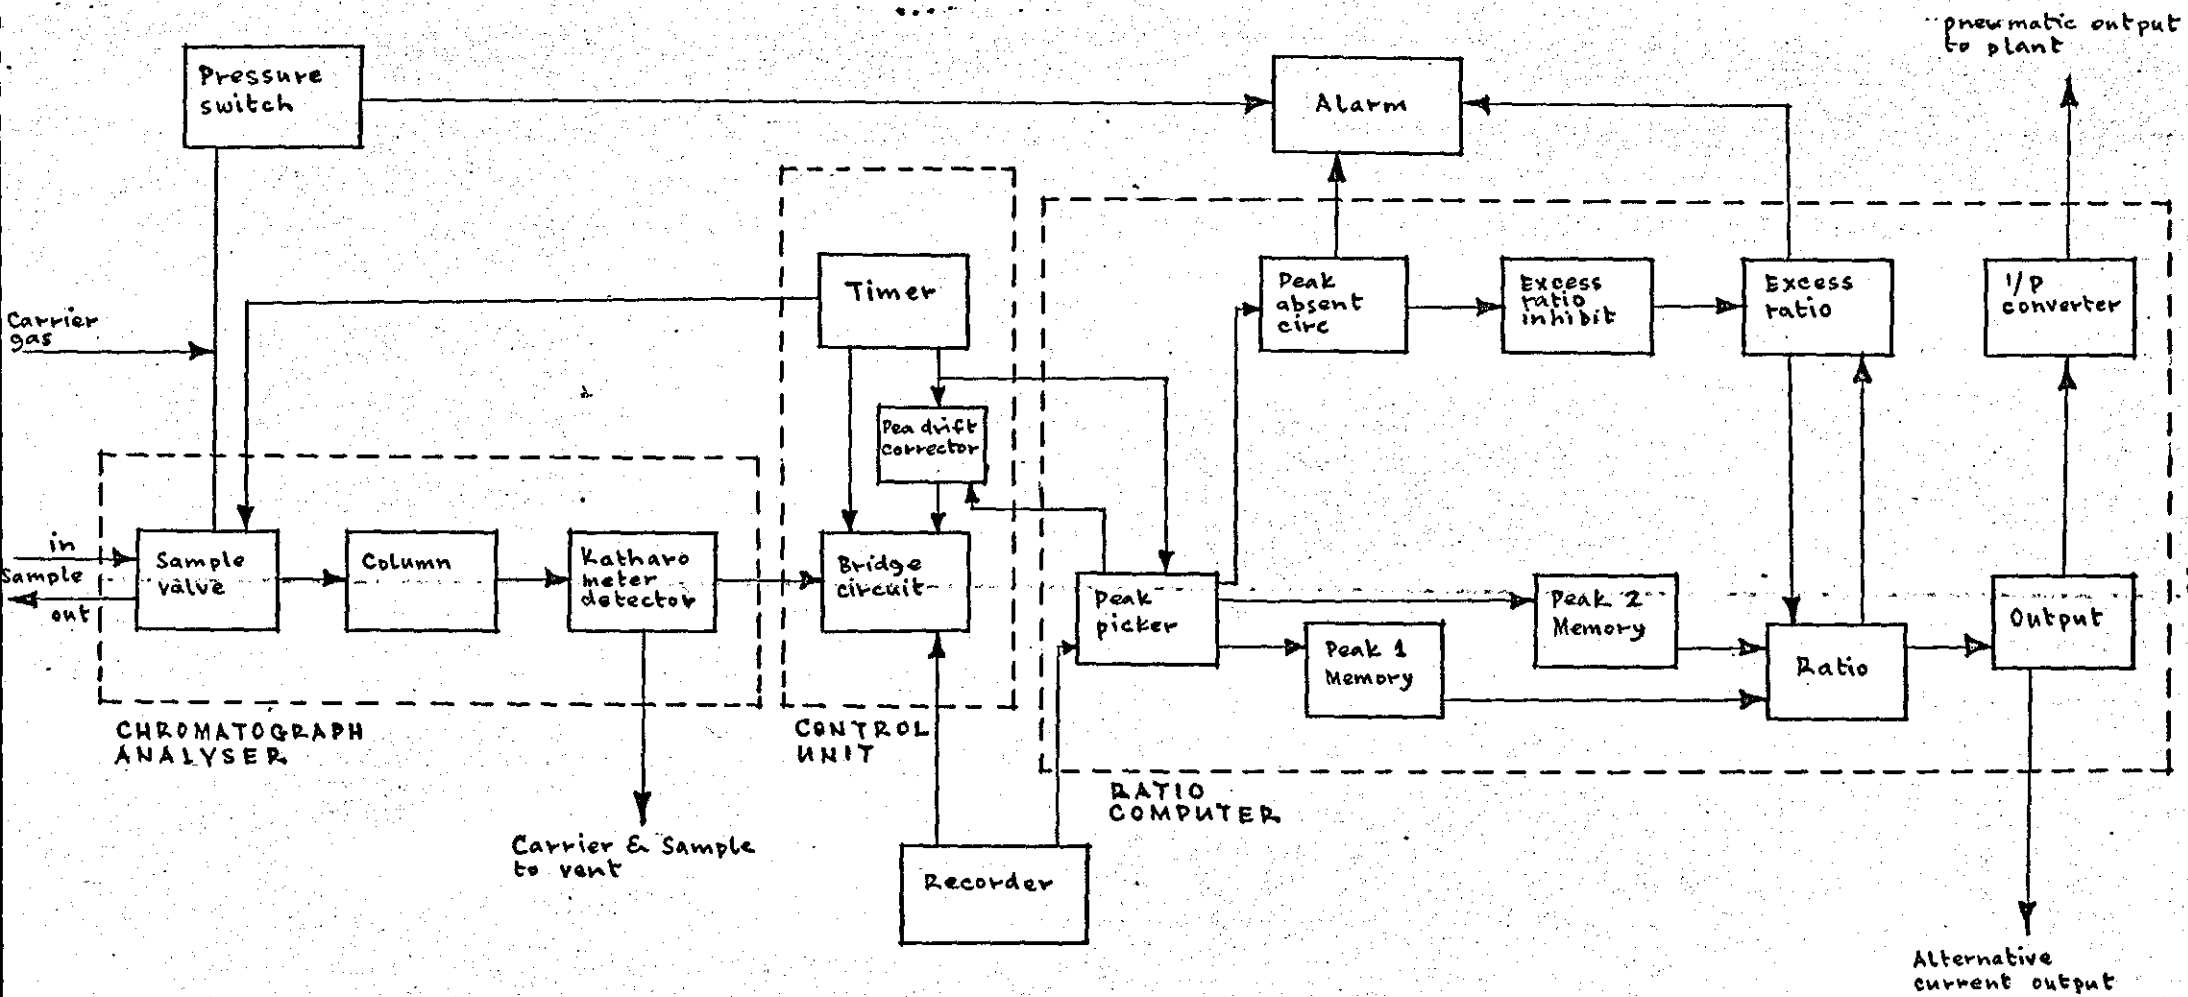 pneumatic output
to plant
Pressure
switch
Alarm
Timer
Peak
absent
circ
Excess
ratio
inhibit
Excess
ratio
I/P
converter
Carrier
gas
Pea drift
corrector
in
Sample
out
Sample
valve
Column
Katharo
meter
detector
Bridge
circuit
Peak
picker
Peak 2
Memory
Peak 1
Memory
Ratio
Output
CHROMATOGRAPH
ANALYSER
CONTROL
UNIT
RATIO
COMPUTER
Carrier & Sample
to vent
Recorder
Alternative
current output